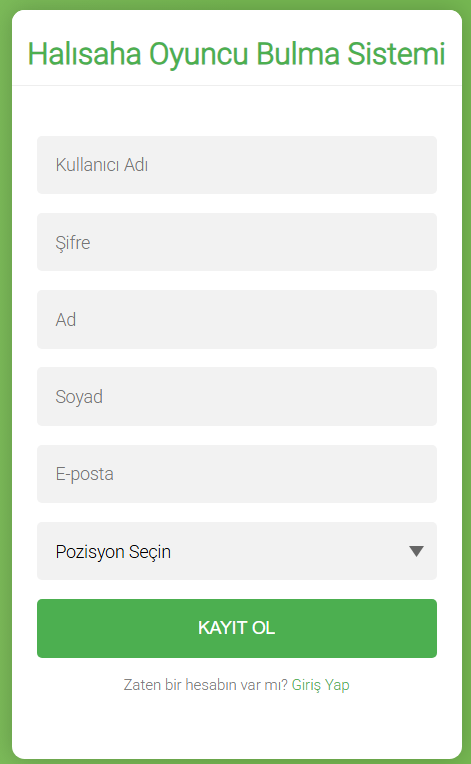 Halısaha Oyuncu Bulma Sistemi
Kullanıcı Adı
Şifre
Ad
Soyad
E-posta
Pozisyon Seçin
KAYIT OL
Zaten bir hesabın var mı? Giriş Yap